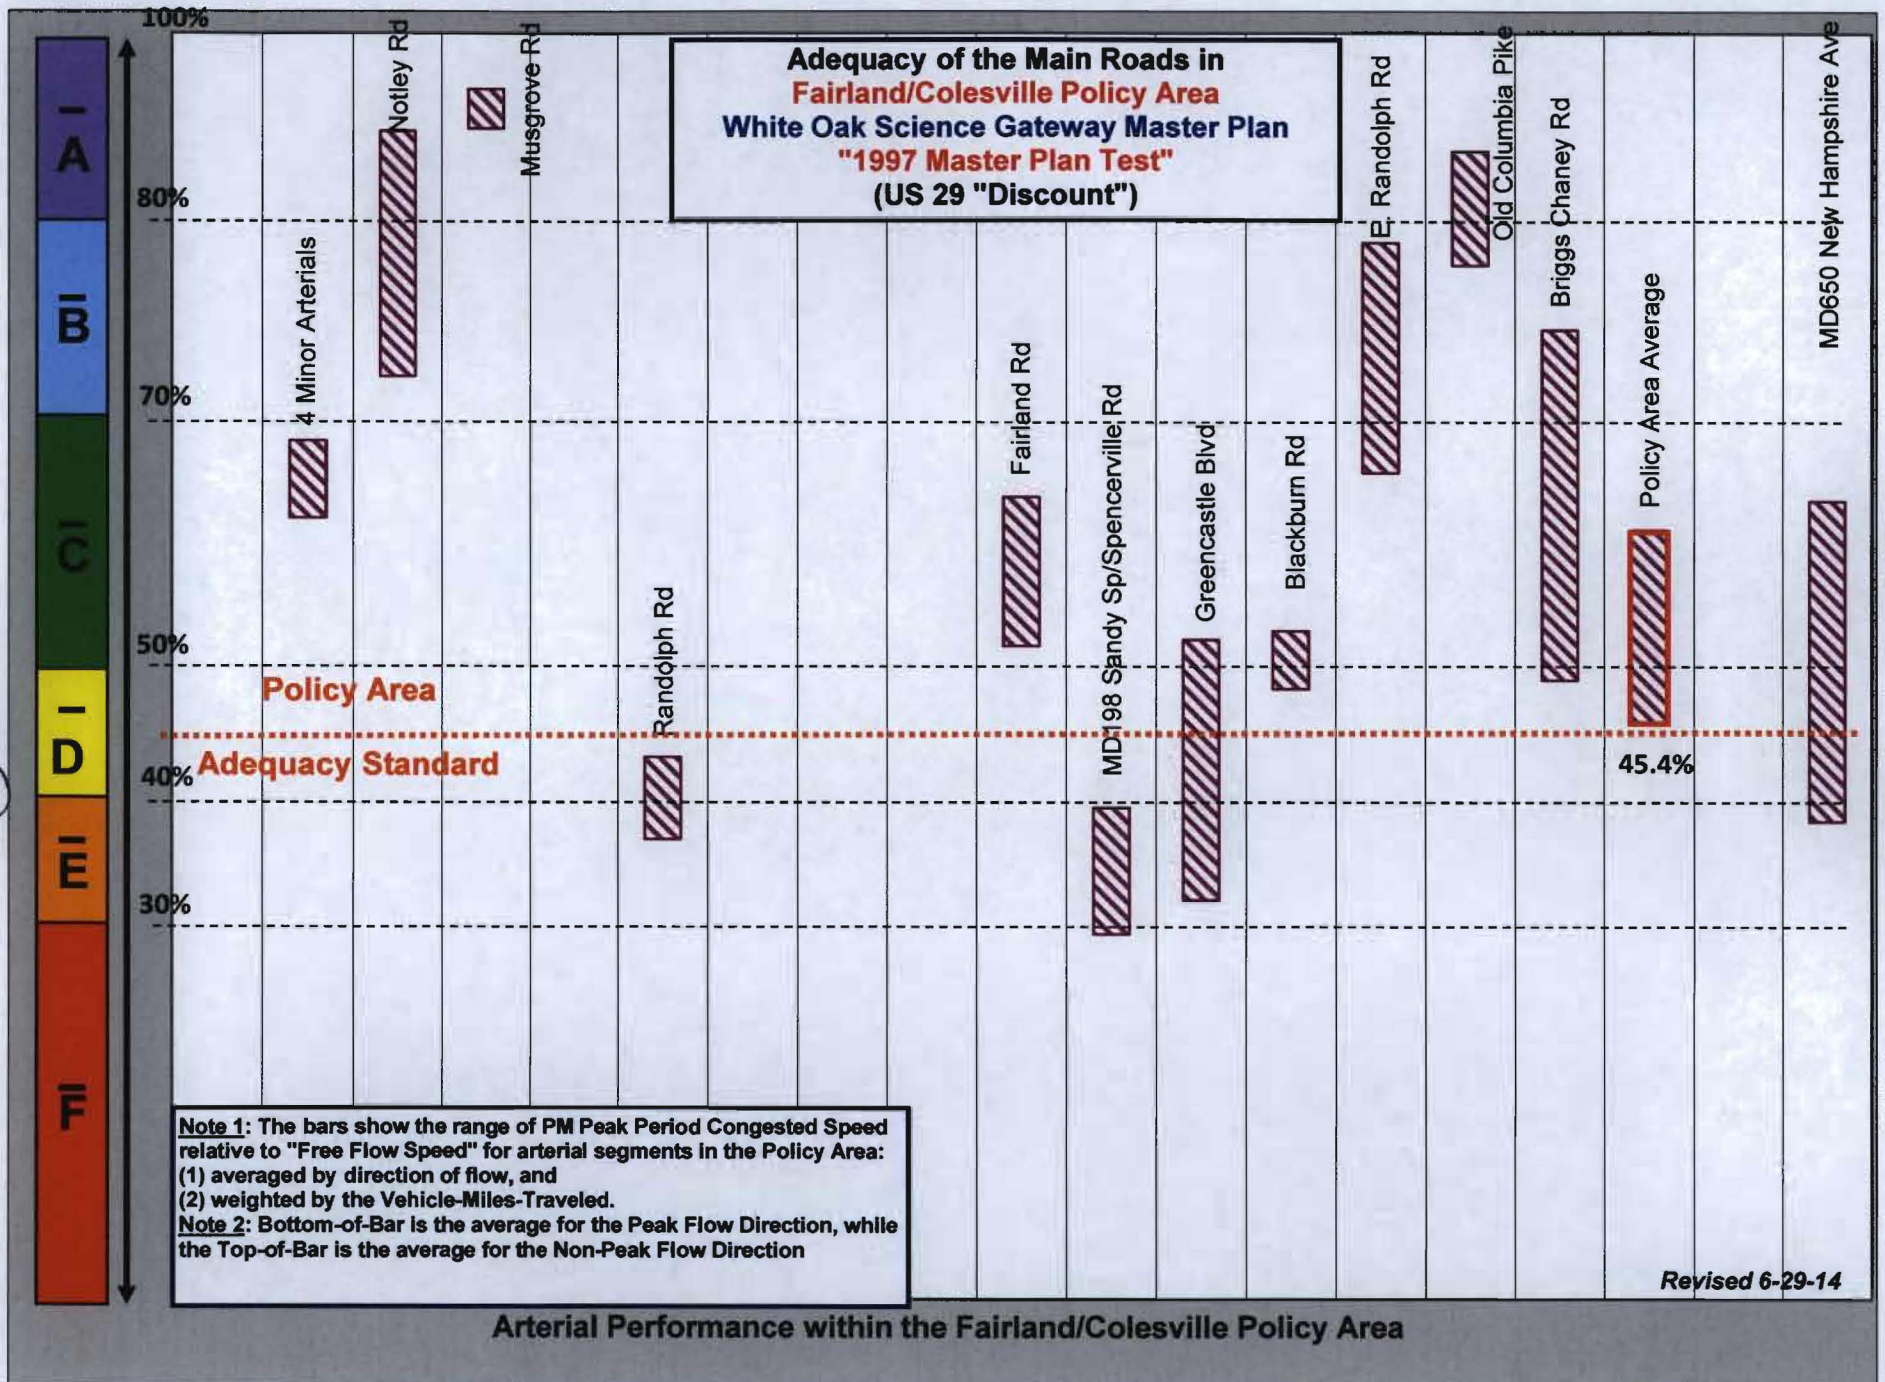 100%
80%
70%
50%
40%
30%
A
B
C
D
E
F
Adequacy of the Main Roads in
Fairland/Colesville Policy Area
White Oak Science Gateway Master Plan
"1997 Master Plan Test"
(US 29 "Discount")
4 Minor Arterials
Notley Rd
Musgrove Rd
Randolph Rd
Fairland Rd
MD198 Sandy Sp/Spencerville Rd
Greencastle Blvd
Blackburn Rd
E. Randolph Rd
Old Columbia Pike
Briggs Chaney Rd
Policy Area Average
MD650 New Hampshire Ave
Policy Area
Adequacy Standard
45.4%
Note 1: The bars show the range of PM Peak Period Congested Speed
relative to "Free Flow Speed" for arterial segments in the Policy Area:
(1) averaged by direction of flow, and
(2) weighted by the Vehicle-Miles-Traveled.
Note 2: Bottom-of-Bar is the average for the Peak Flow Direction, while
the Top-of-Bar is the average for the Non-Peak Flow Direction
Revised 6-29-14
Arterial Performance within the Fairland/Colesville Policy Area